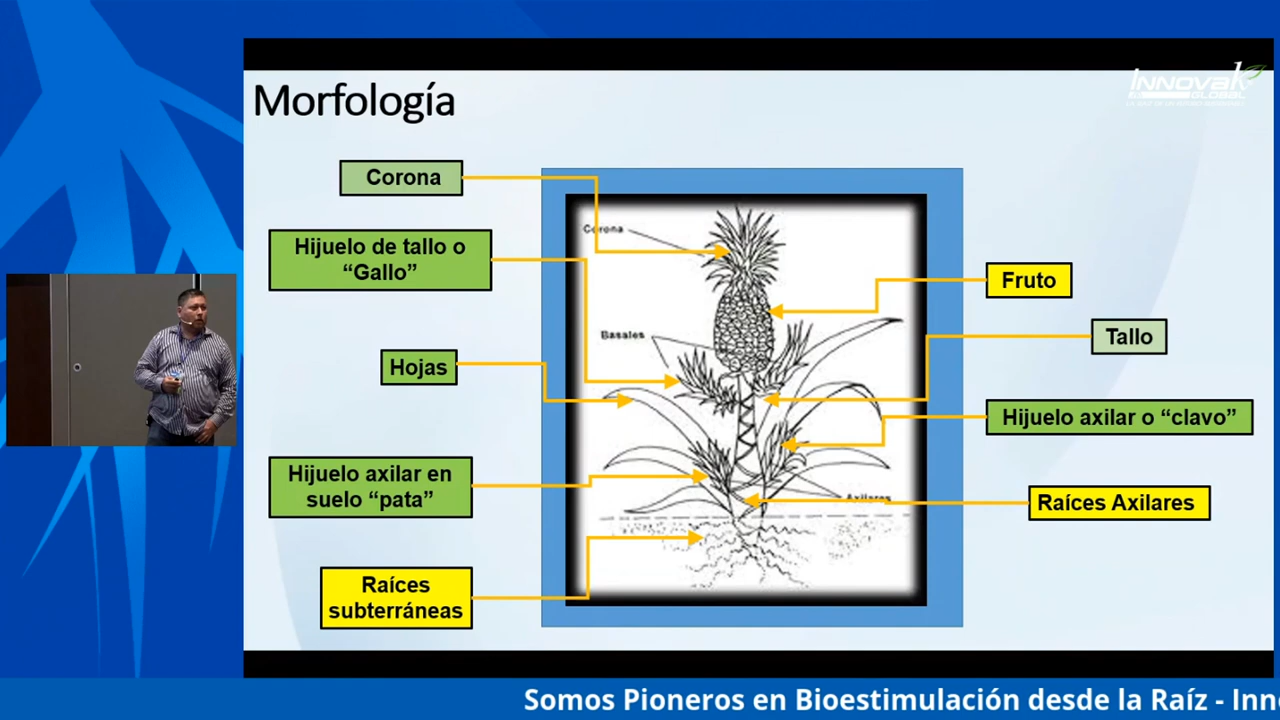 Morfología
INNOVAK
GLOBAL
Corona
Hijuelo de tallo o
“Gallo”
Hojas
Hijuelo axilar en
suelo “pata”
Raíces
subterráneas
Corona
Basales
Axilares
Fruto
Tallo
Hijuelo axilar o “clavo”
Raíces Axilares
Somos Pioneros en Bioestimulación desde la Raíz - Inn